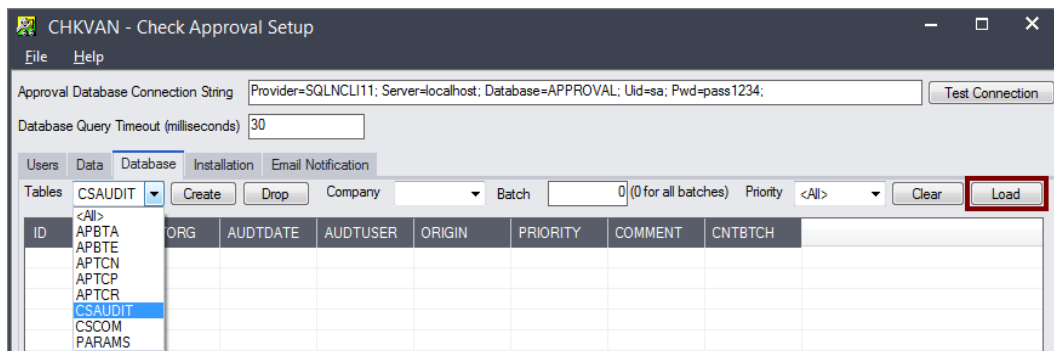 CHKVAN - Check Approval Setup
File Help
Approval Database Connection String Provider=SQLNCLI11; Server=localhost; Database=APPROVAL; Uid=sa; Pwd=pass1234; Test Connection
Database Query Timeout (milliseconds) 30
Users Data Database Installation Email Notification
Tables CSAUDIT Create Drop Company Batch 0 (0 for all batches) Priority <All> Clear Load
<All>
ID APBTA TORG AUDTDATE AUDTUSER ORIGIN PRIORITY COMMENT CNTBTCH
APBTE
APTCN
APTCP
APTCR
CSAUDIT
CSCOM
PARAMS